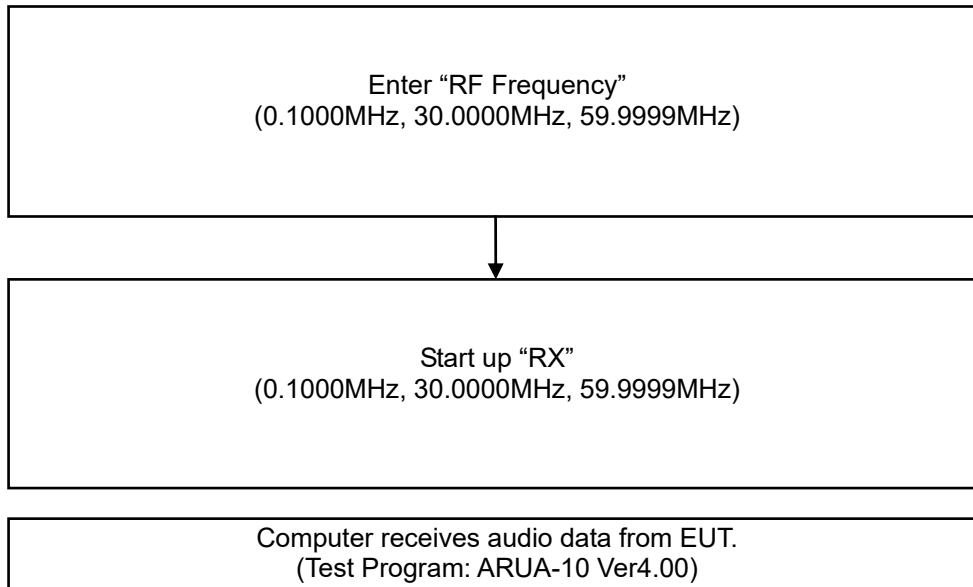 Enter “RF Frequency”
(0.1000MHz, 30.0000MHz, 59.9999MHz)
Start up “RX”
(0.1000MHz, 30.0000MHz, 59.9999MHz)
Computer receives audio data from EUT.
(Test Program: ARUA-10 Ver4.00)